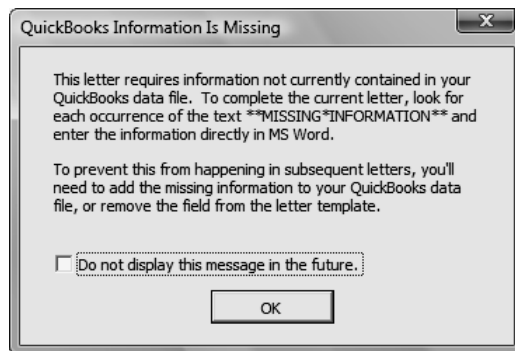 QuickBooks Information Is Missing
X
This letter requires information not currently contained in your
QuickBooks data file. To complete the current letter, look for
each occurrence of the text **MISSING*INFORMATION** and
enter the information directly in MS Word.
To prevent this from happening in subsequent letters, you'll
need to add the missing information to your QuickBooks data
file, or remove the field from the letter template.
Do not display this message in the future.
OK